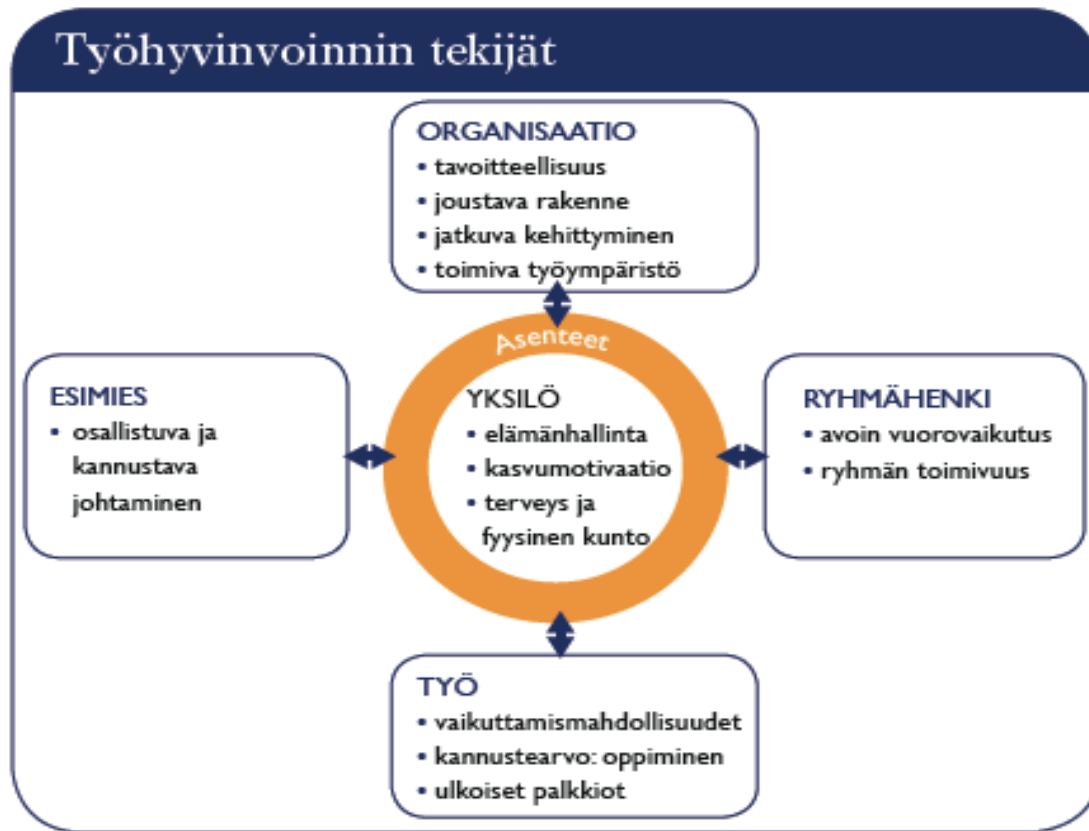 Työhyvinvoinnin tekijät
ORGANISAATIO
• tavoitteellisuus
• joustava rakenne
• jatkuva kehittyminen
• toimiva työympäristö
Asenteet
ESIMIES
• osallistuva ja
kannustava
johtaminen
YKSILÖ
• elämänhallinta
• kasvumotivaatio
• terveys ja
fyysinen kunto
RYHMÄHENKI
• avoin vuorovaikutus
• ryhmän toimivuus
TYÖ
• vaikuttamismahdollisuudet
• kannustearvo: oppiminen
• ulkoiset palkkiot